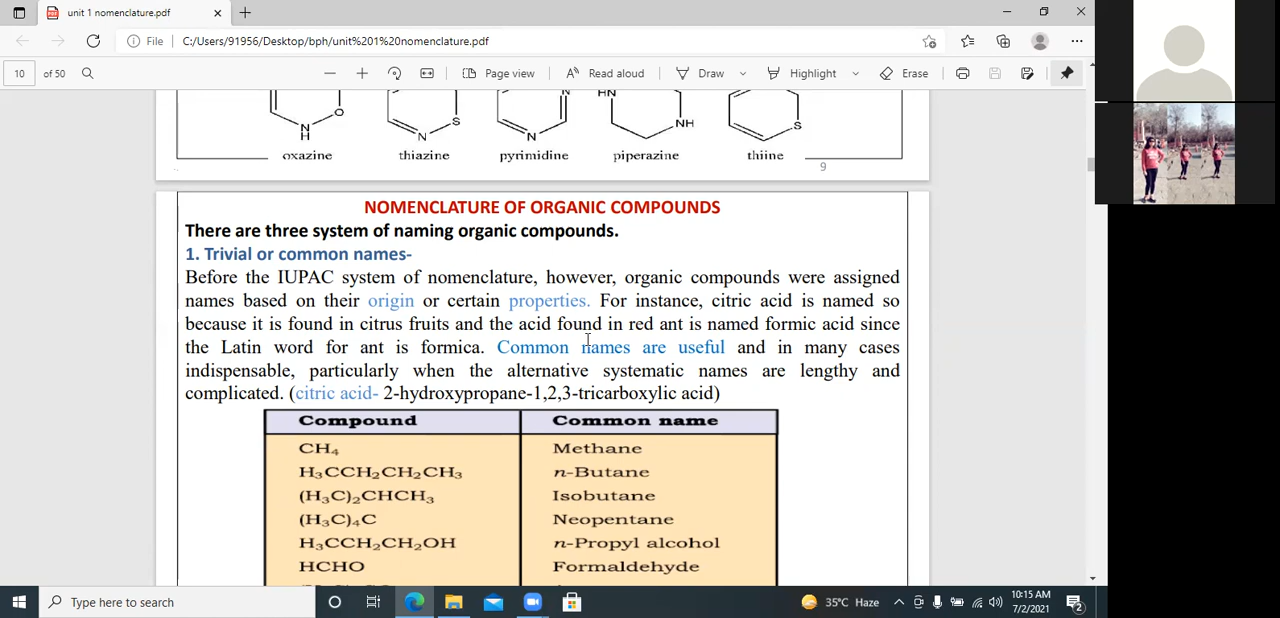 unit 1 nomenclature.pdf
File C:/Users/91956/Desktop/bph/unit%201%20nomenclature.pdf
10 of 50 Page view Read aloud Draw Highlight Erase
HN
N
O
S
NH
S
N
H
N
N
oxazine thiazine pyrimidine piperazine thiine
9
NOMENCLATURE OF ORGANIC COMPOUNDS
There are three system of naming organic compounds.
1. Trivial or common names-
Before the IUPAC system of nomenclature, however, organic compounds were assigned
names based on their origin or certain properties. For instance, citric acid is named so
because it is found in citrus fruits and the acid found in red ant is named formic acid since
the Latin word for ant is formica. Common names are useful and in many cases
indispensable, particularly when the alternative systematic names are lengthy and
complicated. (citric acid- 2-hydroxypropane-1,2,3-tricarboxylic acid)
Compound Common name
CH₄ Methane
H₃CCH₂CH₂CH₃ n-Butane
(H₃C)₂CHCH₃ Isobutane
(H₃C)₄C Neopentane
H₃CCH₂CH₂OH n-Propyl alcohol
HCHO Formaldehyde
Type here to search
35°C Haze
10:15 AM
7/2/2021
2